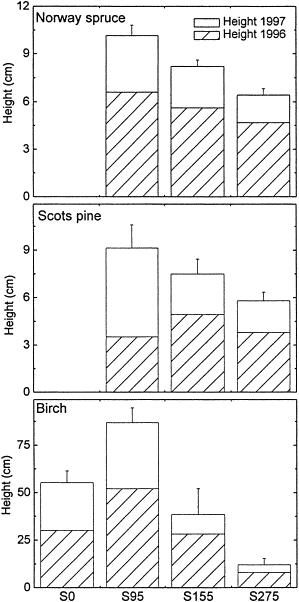 Norway spruce
Height 1997
Height 1996
12
9
6
3
0
Height (cm)
Scots pine
9
6
3
0
Height (cm)
Birch
75
50
25
0
Height (cm)
S0 S95 S155 S275